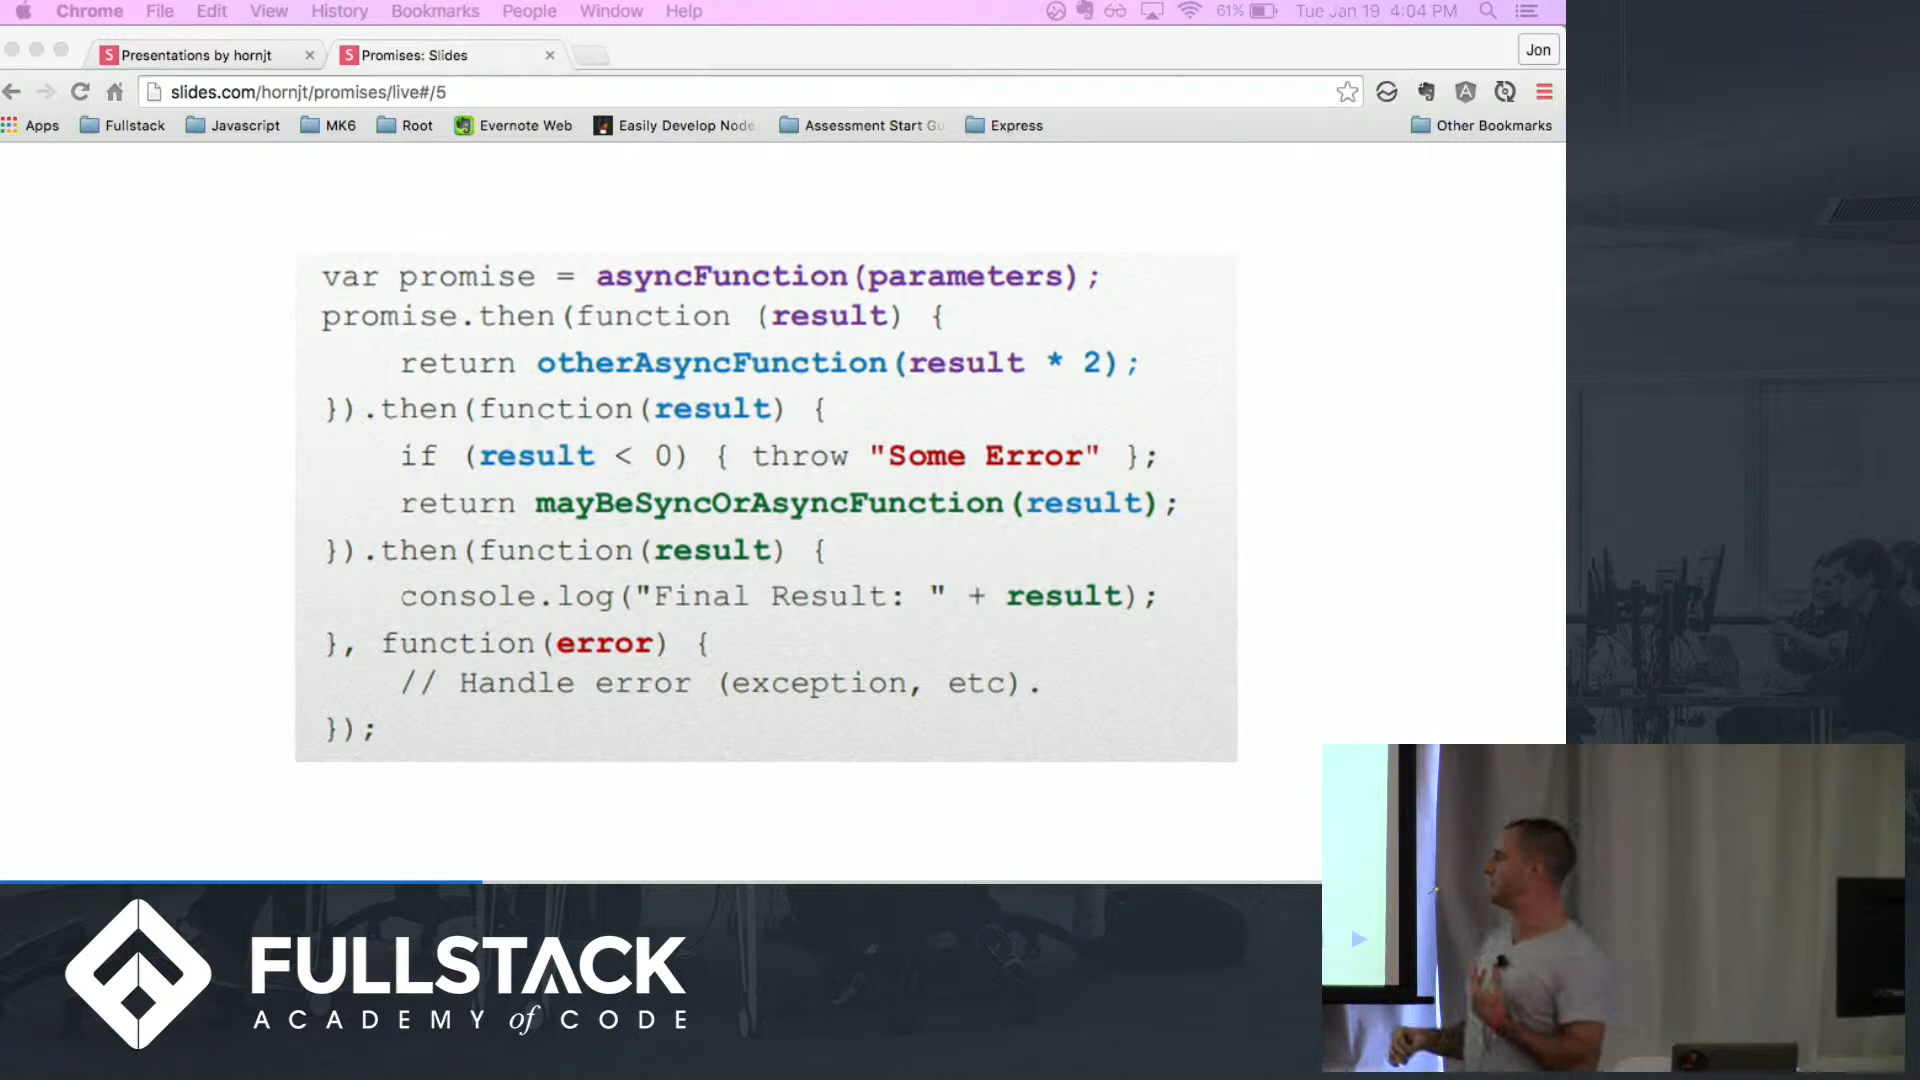 Chrome File Edit View History Bookmarks People Window Help 61% Tue Jan 19 4:04 PM
Presentations by hornjt Promises: Slides Jon
slides.com/hornjt/promises/live#/5
Apps Fullstack Javascript MK6 Root Evernote Web Easily Develop Node Assessment Start Gu Express Other Bookmarks
var promise = asyncFunction(parameters);
promise.then(function (result) {
return otherAsyncFunction(result * 2);
}).then(function(result) {
if (result < 0) { throw "Some Error" };
return mayBeSyncOrAsyncFunction(result);
}).then(function(result) {
console.log("Final Result: " + result);
}, function(error) {
// Handle error (exception, etc).
});
FULLSTACK
ACADEMY of CODE